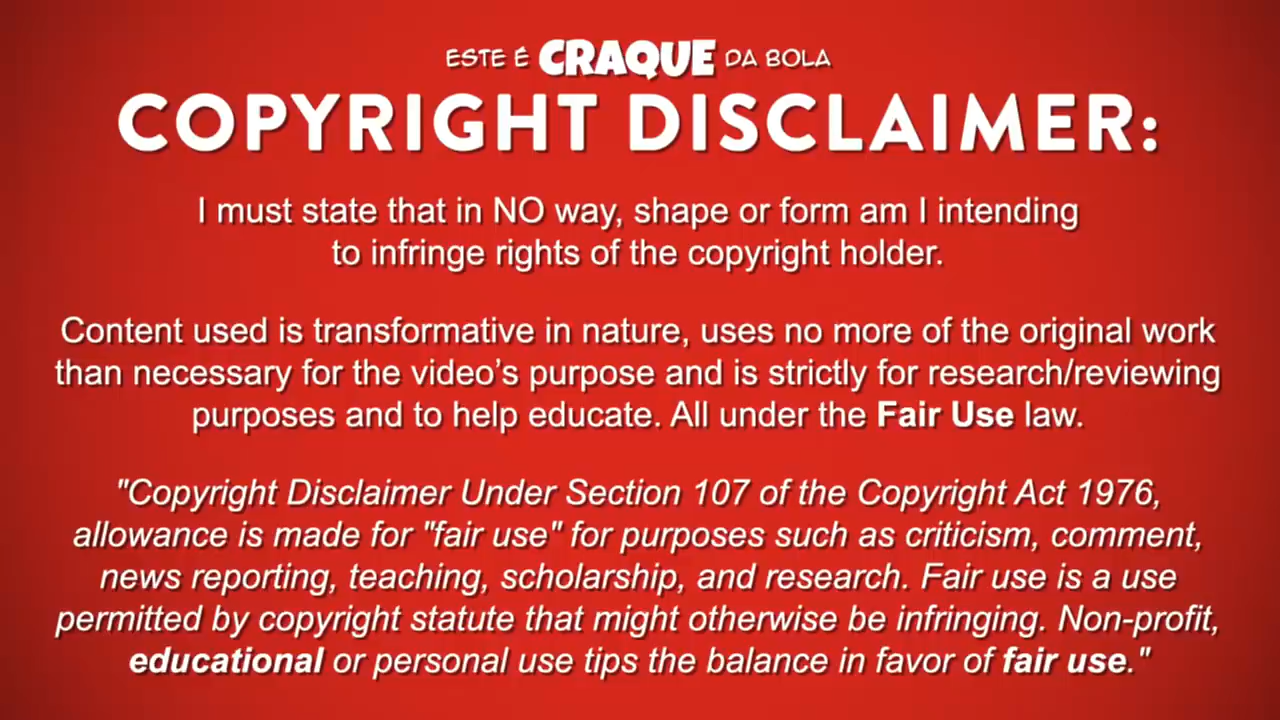 ESTE É CRAQUE DA BOLA
COPYRIGHT DISCLAIMER:
I must state that in NO way, shape or form am I intending
to infringe rights of the copyright holder.
Content used is transformative in nature, uses no more of the original work
than necessary for the video’s purpose and is strictly for research/reviewing
purposes and to help educate. All under the Fair Use law.
"Copyright Disclaimer Under Section 107 of the Copyright Act 1976,
allowance is made for "fair use" for purposes such as criticism, comment,
news reporting, teaching, scholarship, and research. Fair use is a use
permitted by copyright statute that might otherwise be infringing. Non-profit,
educational or personal use tips the balance in favor of fair use."